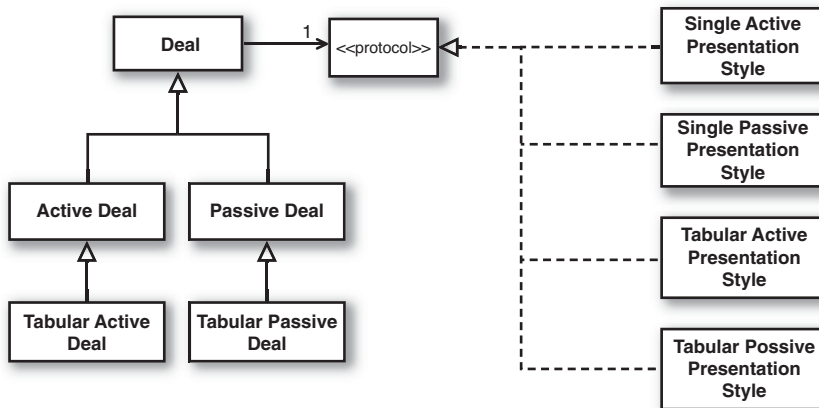 Deal
1
<<protocol>>
Single Active
Presentation
Style
Single Passive
Presentation
Style
Active Deal
Passive Deal
Tabular Active
Presentation
Style
Tabular Active
Deal
Tabular Passive
Deal
Tabular Possive
Presentation
Style